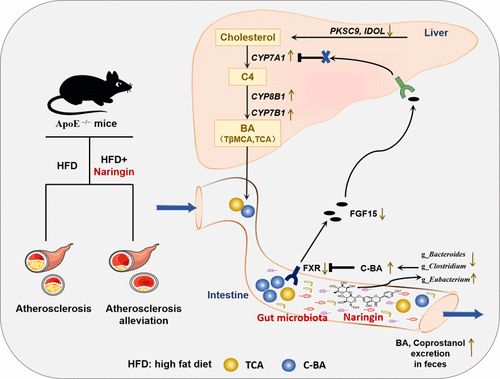 PKSC9, IDOL ↓
Liver
Cholesterol
CYP7A1 ↑
C4
CYP8B1 ↑
CYP7B1 ↑
BA
(TβMCA,TCA)
ApoE -/- mice
HFD
HFD+
Naringin
Atherosclerosis
Atherosclerosis
alleviation
TCA
C-BA
FGF15 ↓
FXR ↓
C-BA ↑
g_Bacteroides ↓
g_Clostridium
g_Eubacterium ↑
Intestine
Gut microbiota
Naringin
BA, Coprostanol
excretion ↑
in feces
HFD: high fat diet
TCA
C-BA